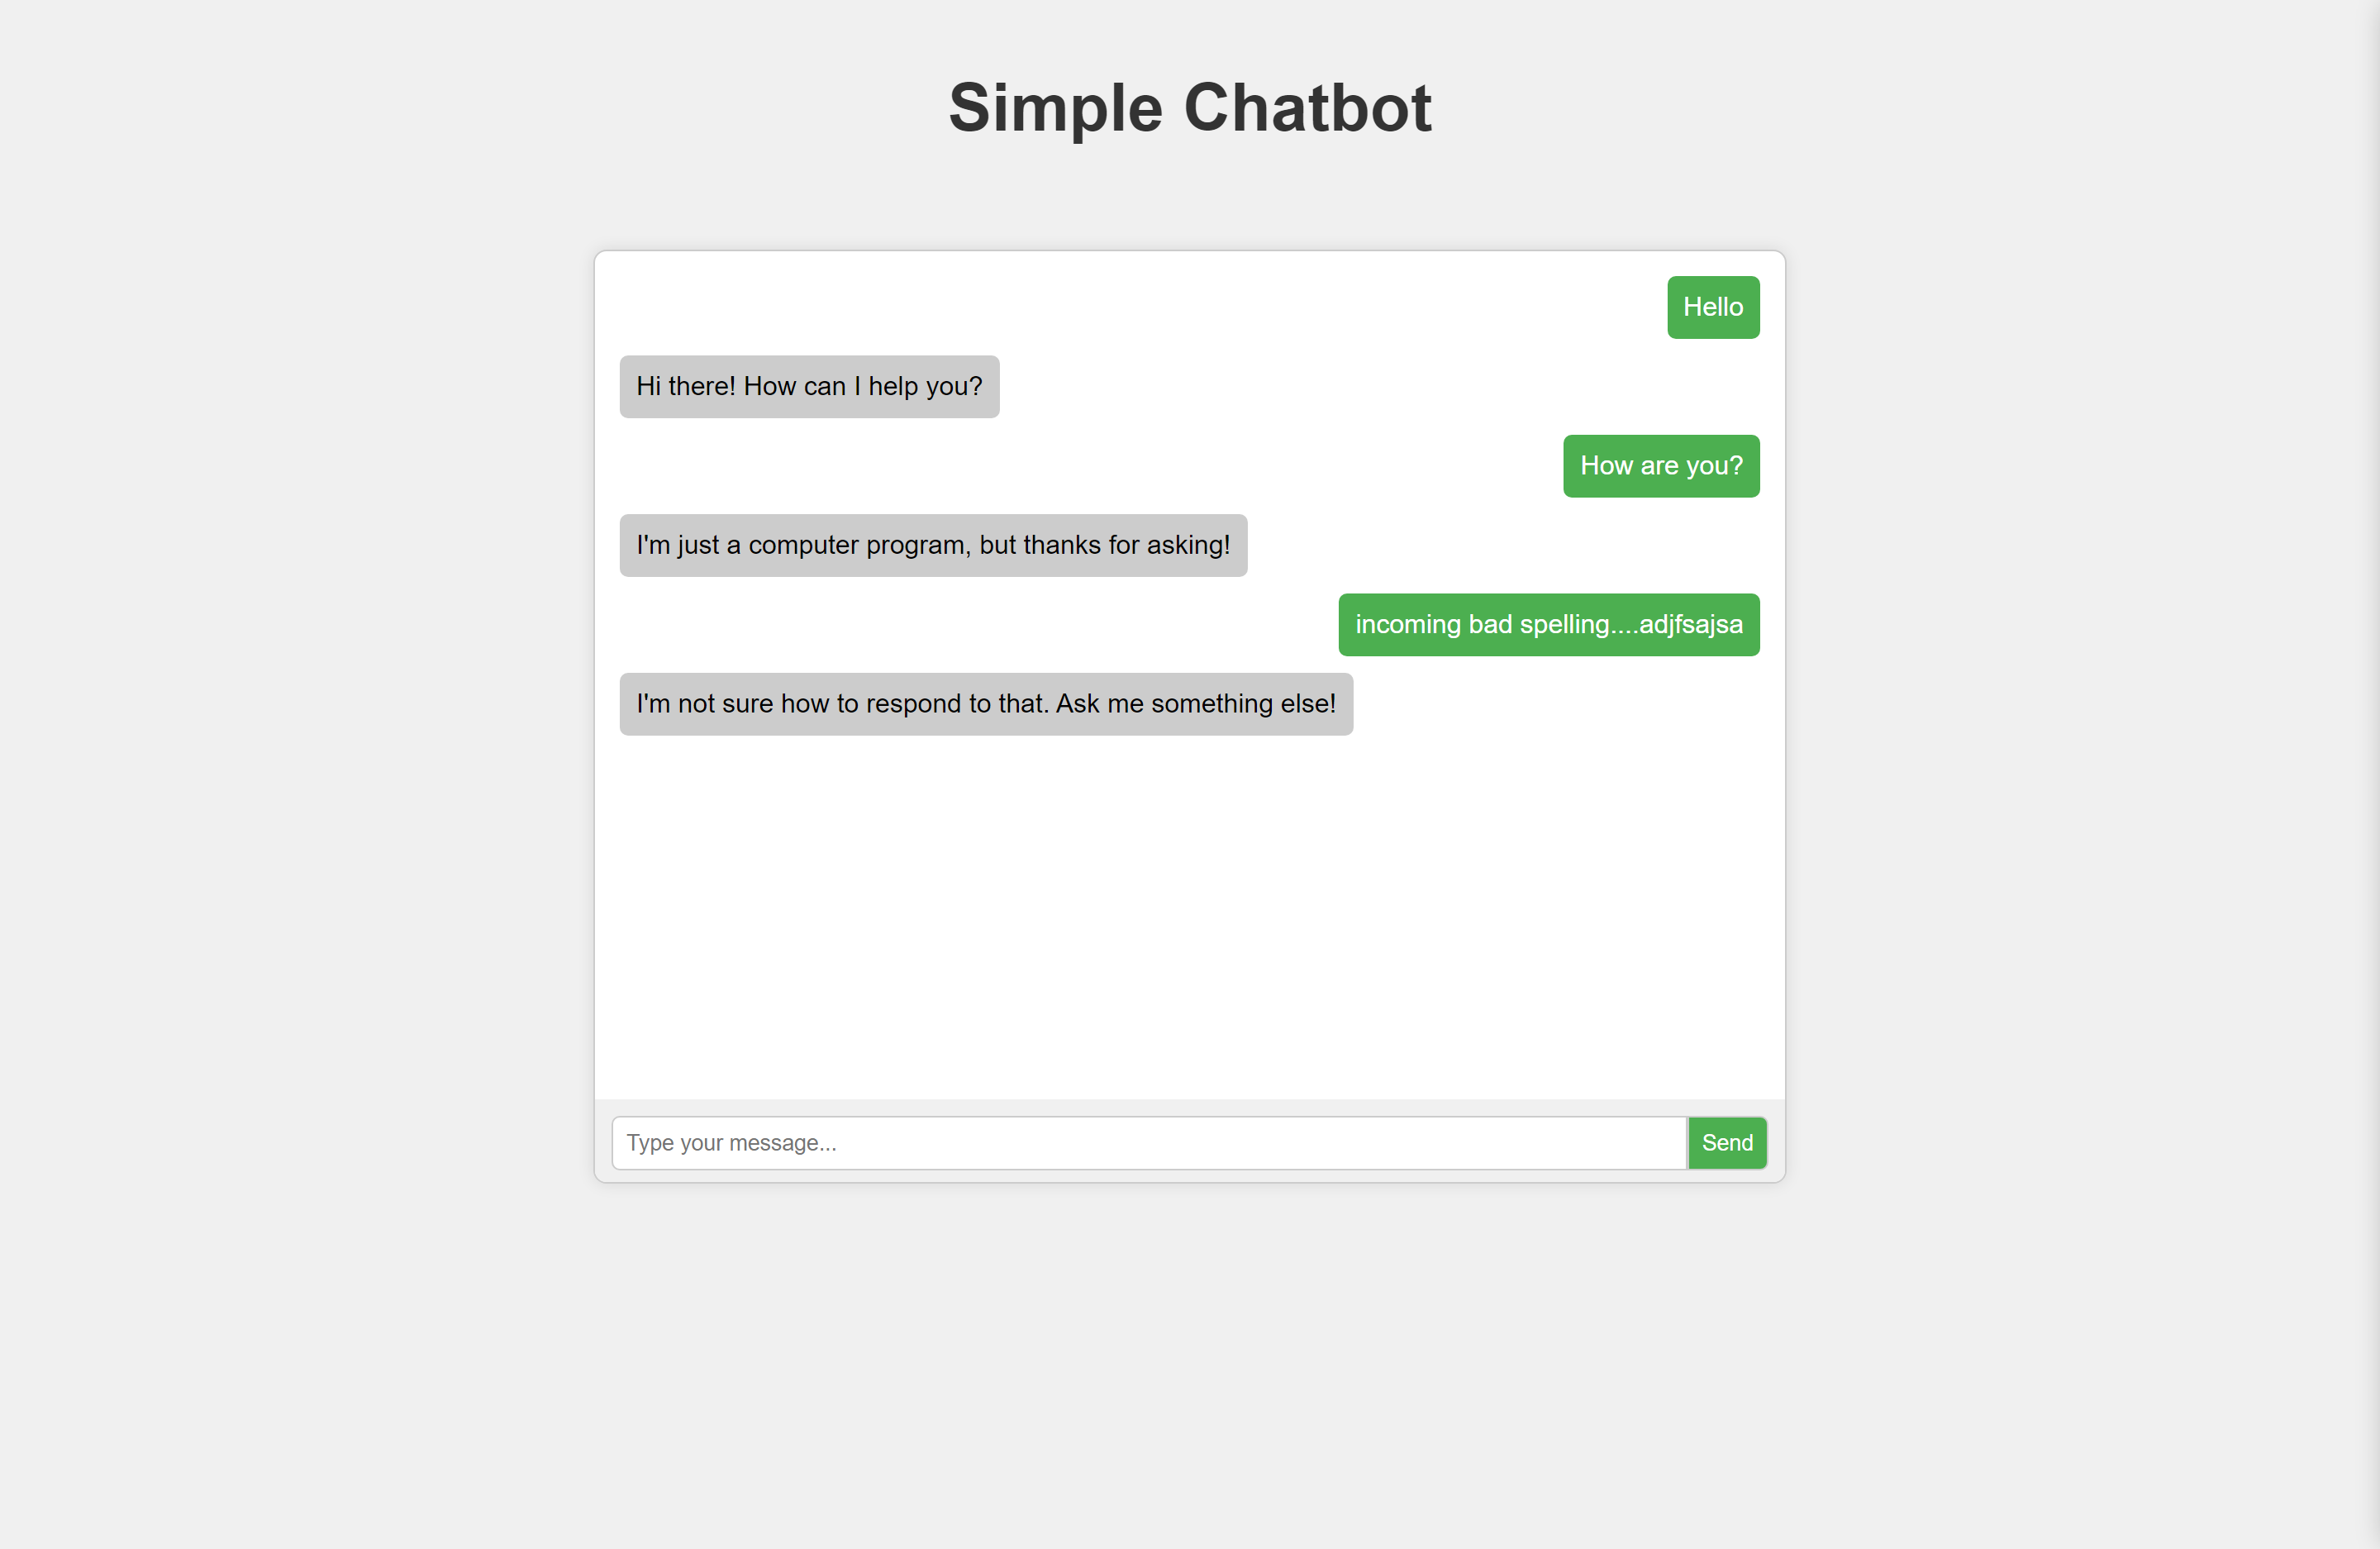 Simple Chatbot
Hello
Hi there! How can I help you?
How are you?
I'm just a computer program, but thanks for asking!
incoming bad spelling....adjfsajsa
I'm not sure how to respond to that. Ask me something else!
Type your message...
Send